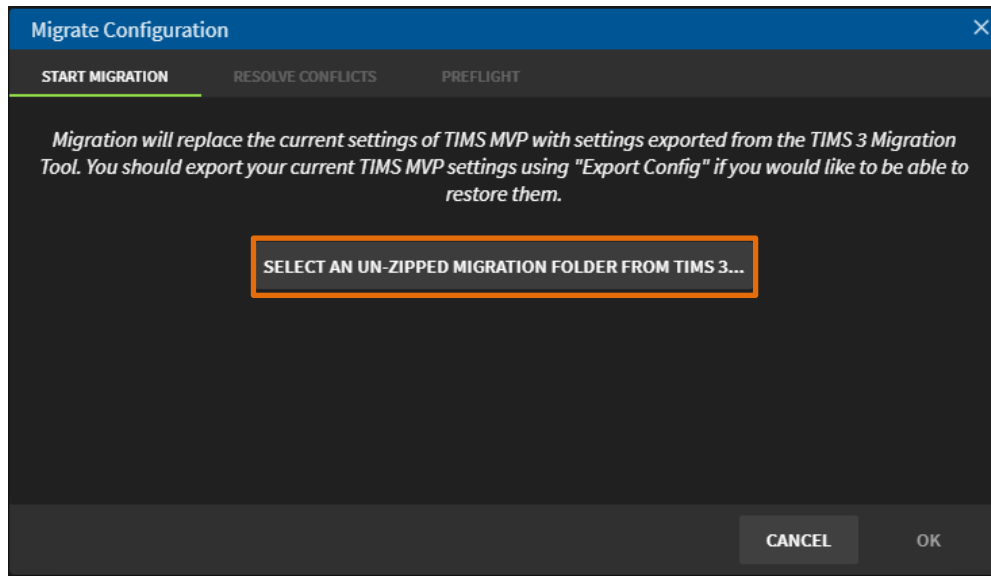 Migrate Configuration
START MIGRATION RESOLVE CONFLICTS PREFLIGHT
Migration will replace the current settings of TIMS MVP with settings exported from the TIMS 3 Migration
Tool. You should export your current TIMS MVP settings using "Export Config" if you would like to be able to
restore them.
SELECT AN UN-ZIPPED MIGRATION FOLDER FROM TIMS 3...
CANCEL OK